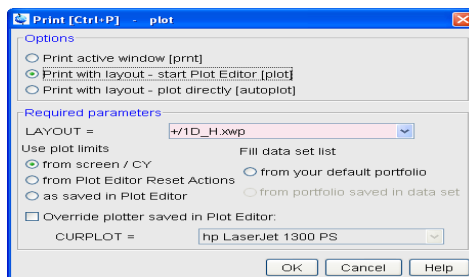 Print [Ctrl+P] - plot
Options
Print active window [prnt]
Print with layout - start Plot Editor [plot]
Print with layout - plot directly [autoplot]
Required parameters
LAYOUT = +/1D_H.xwp
Use plot limits
Fill data set list
from screen / CY
from your default portfolio
from Plot Editor Reset Actions
from portfolio saved in data set
as saved in Plot Editor
Override plotter saved in Plot Editor:
CURPLOT = hp LaserJet 1300 PS
OK Cancel Help